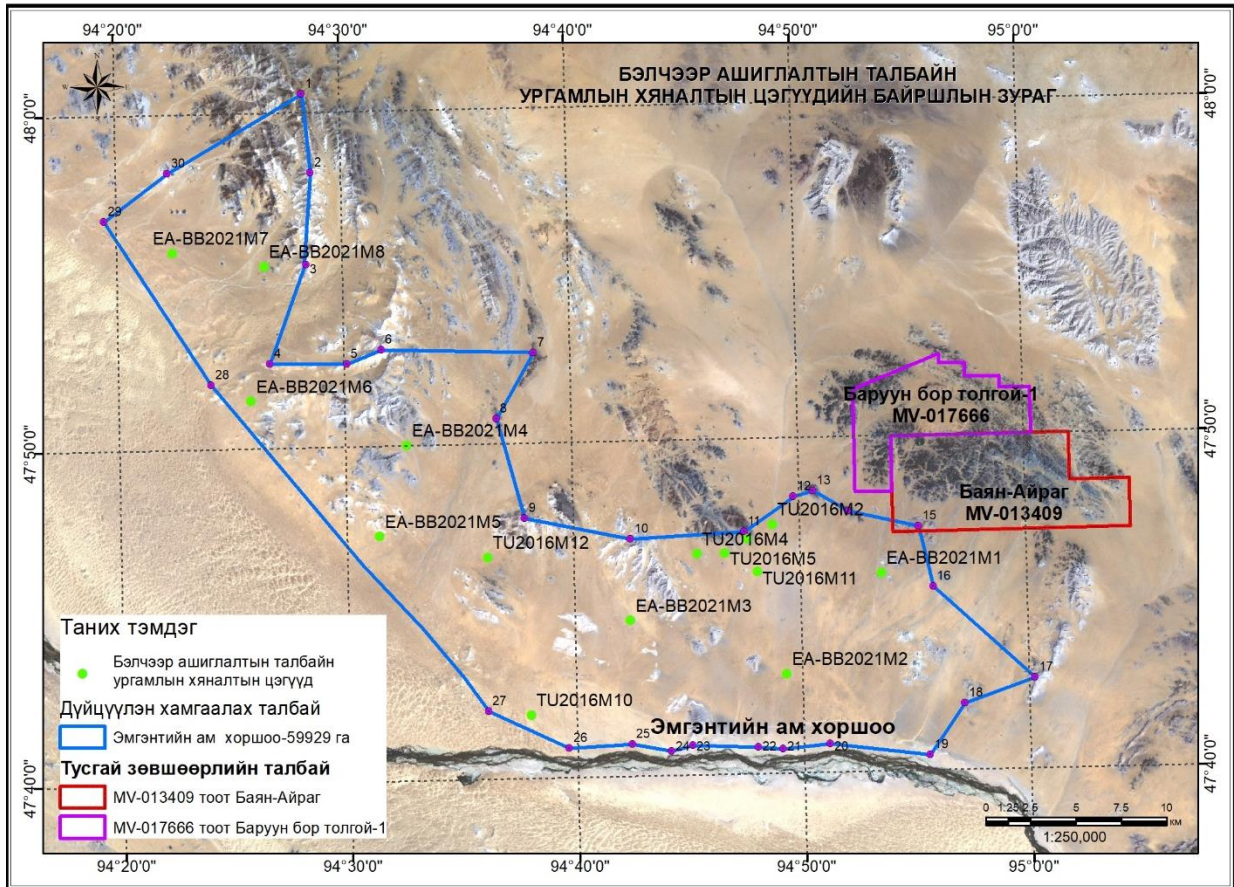 94°20'0"
94°30'0"
94°40'0"
94°50'0"
95°0'0"
БЭЛЧЭЭР АШИГЛАЛТЫН ТАЛБАЙН
УРГАМЛЫН ХЯНАЛТЫН ЦЭГҮҮДИЙН БАЙРШЛЫН ЗУРАГ
48°0'0"
48°0'0"
1
2
30
29
EA-BB2021M7
EA-BB2021M8
3
4
5
6
7
28
EA-BB2021M6
8
EA-BB2021M4
Баруун бор толгой-1
MV-017666
47°50'0"
47°50'0"
Баян-Айраг
MV-013409
9
10
11
12
13
15
EA-BB2021M5
TU2016M12
TU2016M2
TU2016M4
TU2016M5
TU2016M11
EA-BB2021M1
16
EA-BB2021M3
EA-BB2021M2
17
18
27
TU2016M10
Эмгэнтийн ам хоршоо
26
25
24
23
22
21
20
19
47°40'0"
47°40'0"
Таних тэмдэг
Бэлчээр ашиглалтын талбайн
ургамлын хяналтын цэгүүд
Дүйцүүлэн хамгаалах талбай
Эмгэнтийн ам хоршоо-59929 га
Тусгай зөвшөөрлийн талбай
MV-013409 тоот Баян-Айраг
MV-017666 тоот Баруун бор толгой-1
0 1.25 2.5 5 7.5 10
км
1:250,000
94°20'0"
94°30'0"
94°40'0"
94°50'0"
95°0'0"